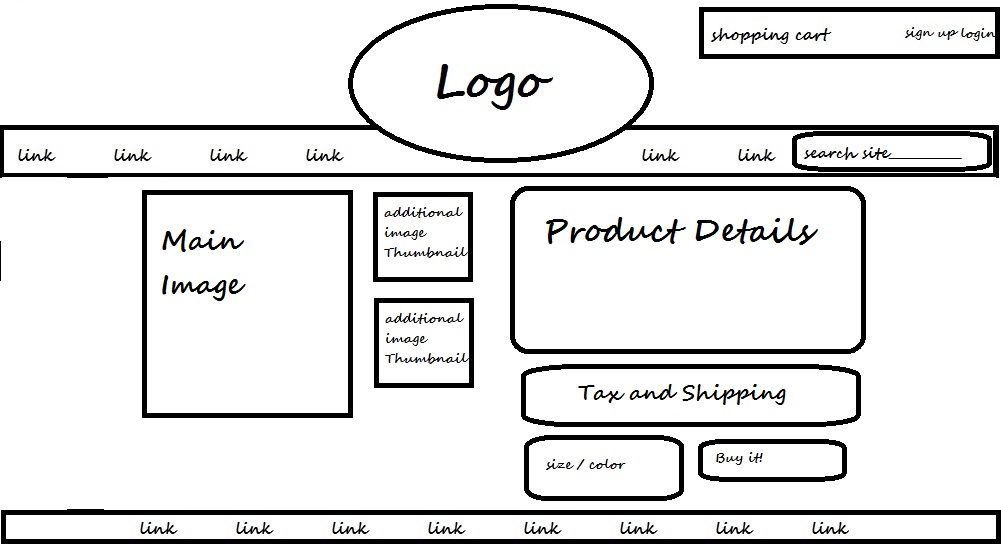 shopping cart sign up login
Logo
link link link link link link search site
Main
Image
additional
image
Thumbnail
additional
image
Thumbnail
Product Details
Tax and Shipping
size / color
Buy it!
link link link link link link link link